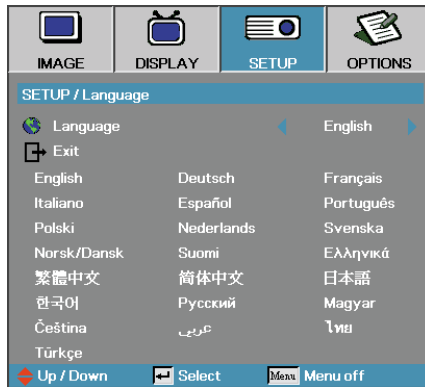 IMAGE DISPLAY SETUP OPTIONS
SETUP / Language
Language English
Exit
English Deutsch Français
Italiano Español Português
Polski Nederlands Svenska
Norsk/Dansk Suomi Ελληνικά
繁體中文 简体中文 日本語
한국어 Русский Magyar
Čeština عربي ไทย
Türkçe
Up / Down Select Menu Menu off